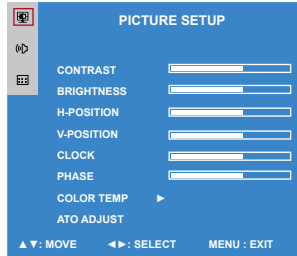 PICTURE SETUP
CONTRAST
BRIGHTNESS
H-POSITION
V-POSITION
CLOCK
PHASE
COLOR TEMP ►
ATO ADJUST
▲▼: MOVE ◄►: SELECT MENU : EXIT